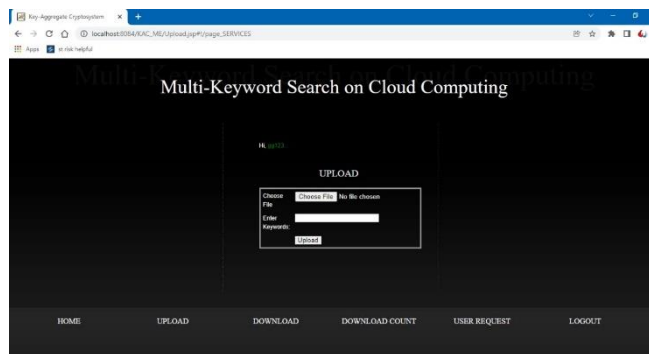 Key-Aggregate Cryptosystem
localhost:8084/KAC_ME/Upload.jsp#!/page_SERVICES
Apps st risk helpful
Multi-Keyword Search on Cloud Computing
Multi-Keyword Search on Cloud Computing
Hi,
UPLOAD
Choose File Choose File No file chosen
Enter Keywords:
Upload
HOME UPLOAD DOWNLOAD DOWNLOAD COUNT USER REQUEST LOGOUT